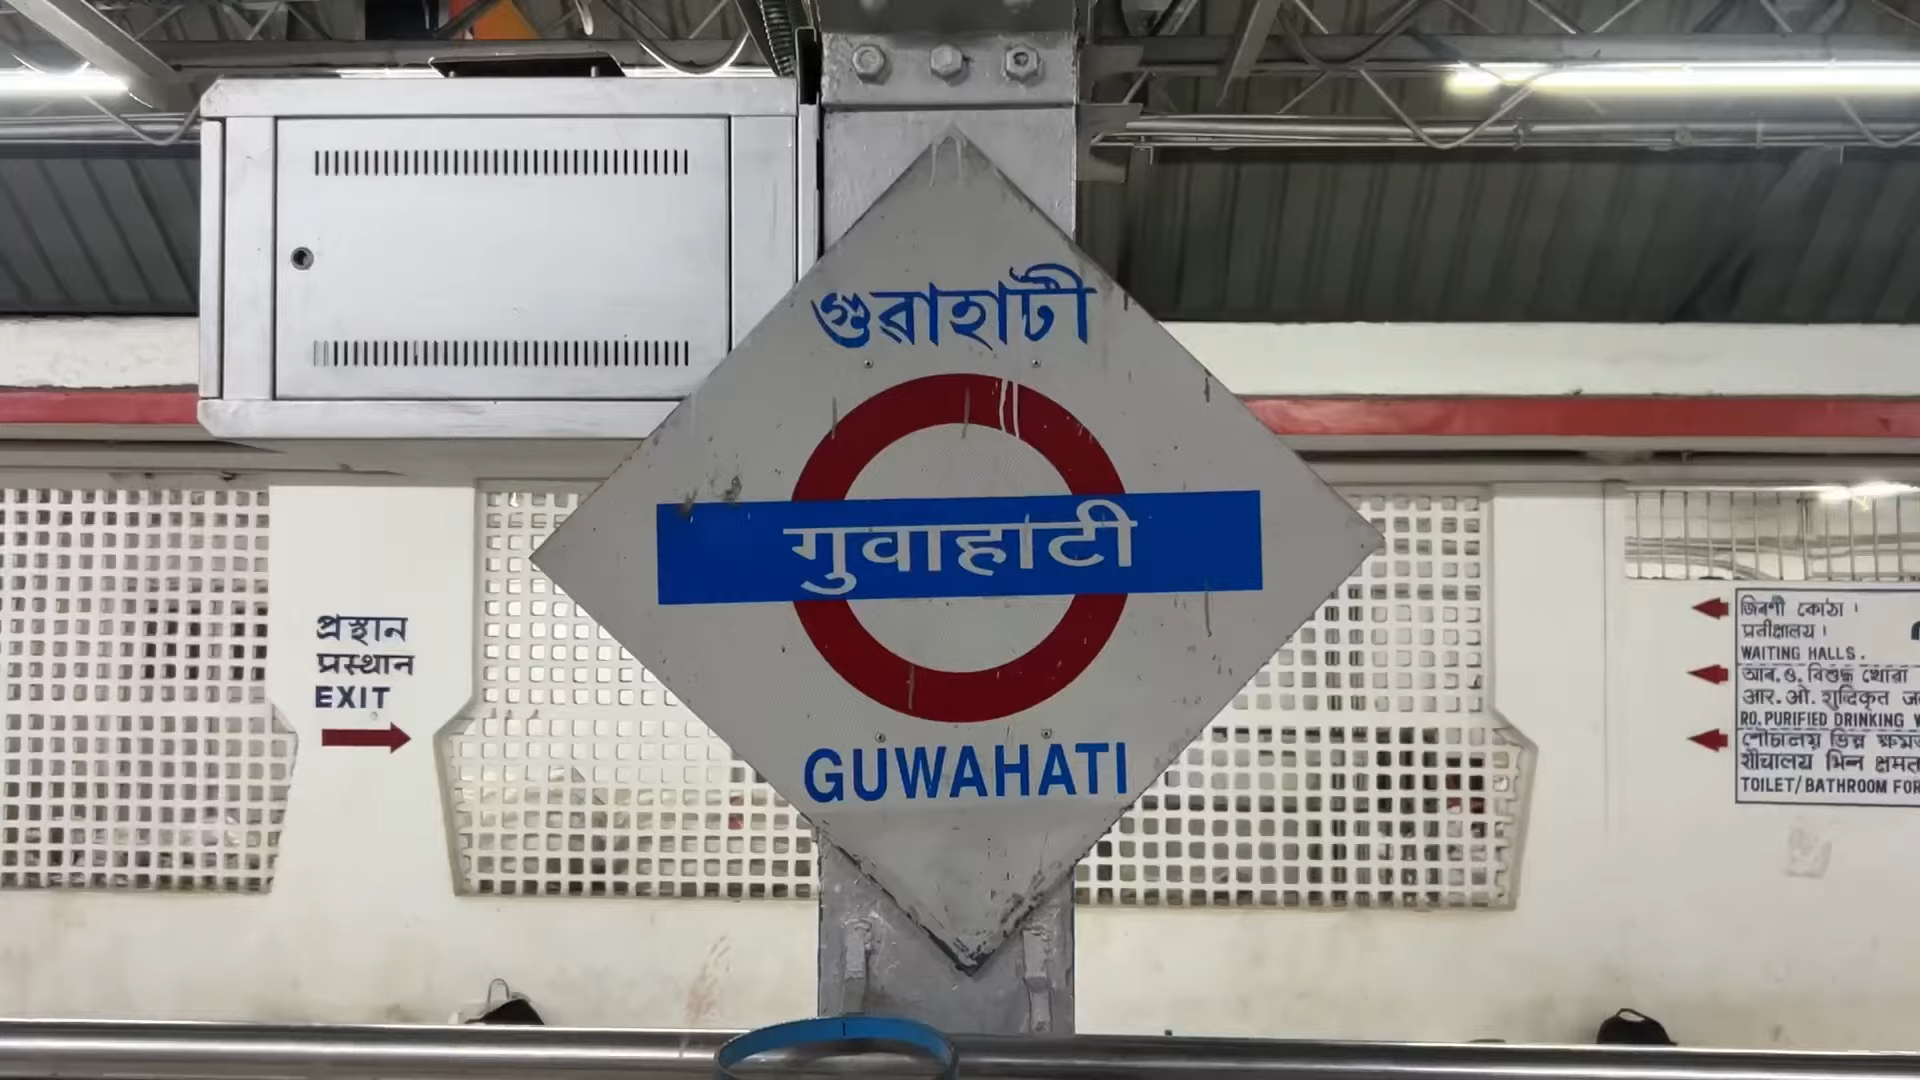 গুৱাহাটী
गुवाहाटी
GUWAHATI
প্ৰস্থান
प्रस्थान
EXIT
জিৰণী কোঠা।
प्रतीक्षालय।
WAITING HALLS.
আৰ.ও. বিশুদ্ধ খোৱা
आर.ओ. शुद्धिकृत
RO. PURIFIED DRINKING
শৌচালয় ভিন্ন
शौचालय भिन्न
TOILET/BATHROOM FOR